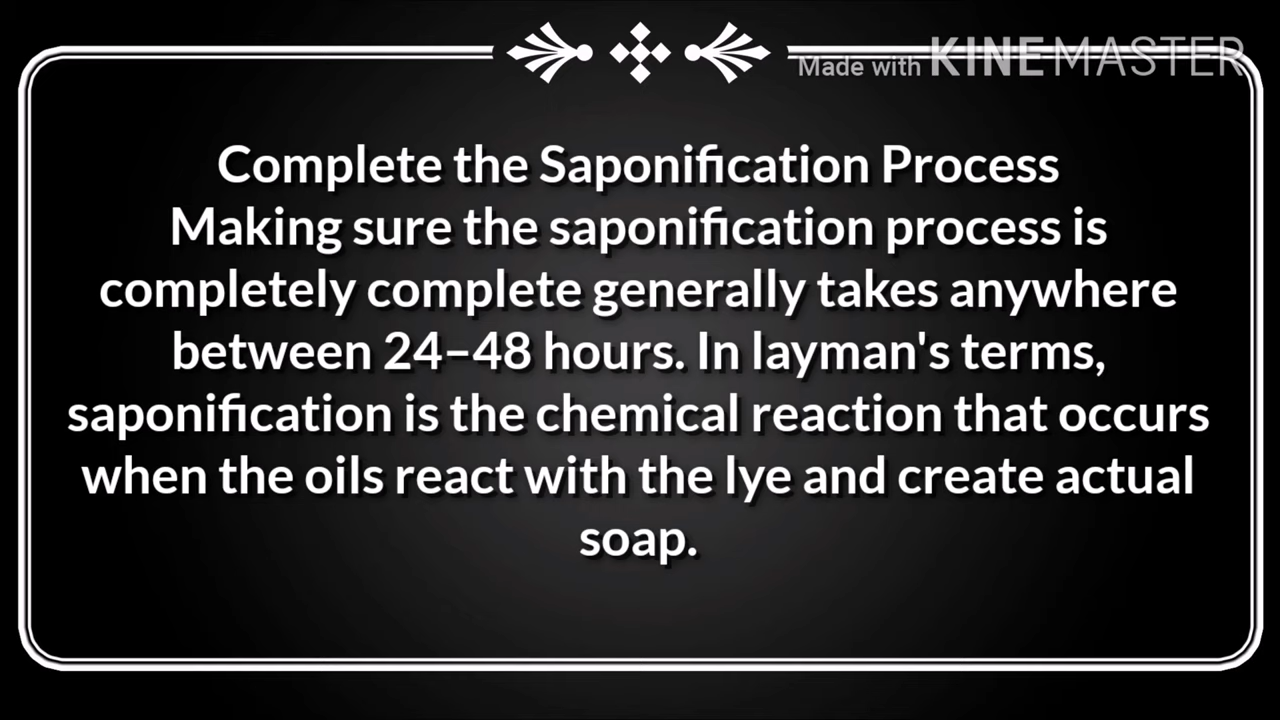 Made with KINEMASTER
Complete the Saponification Process
Making sure the saponification process is
completely complete generally takes anywhere
between 24–48 hours. In layman's terms,
saponification is the chemical reaction that occurs
when the oils react with the lye and create actual
soap.